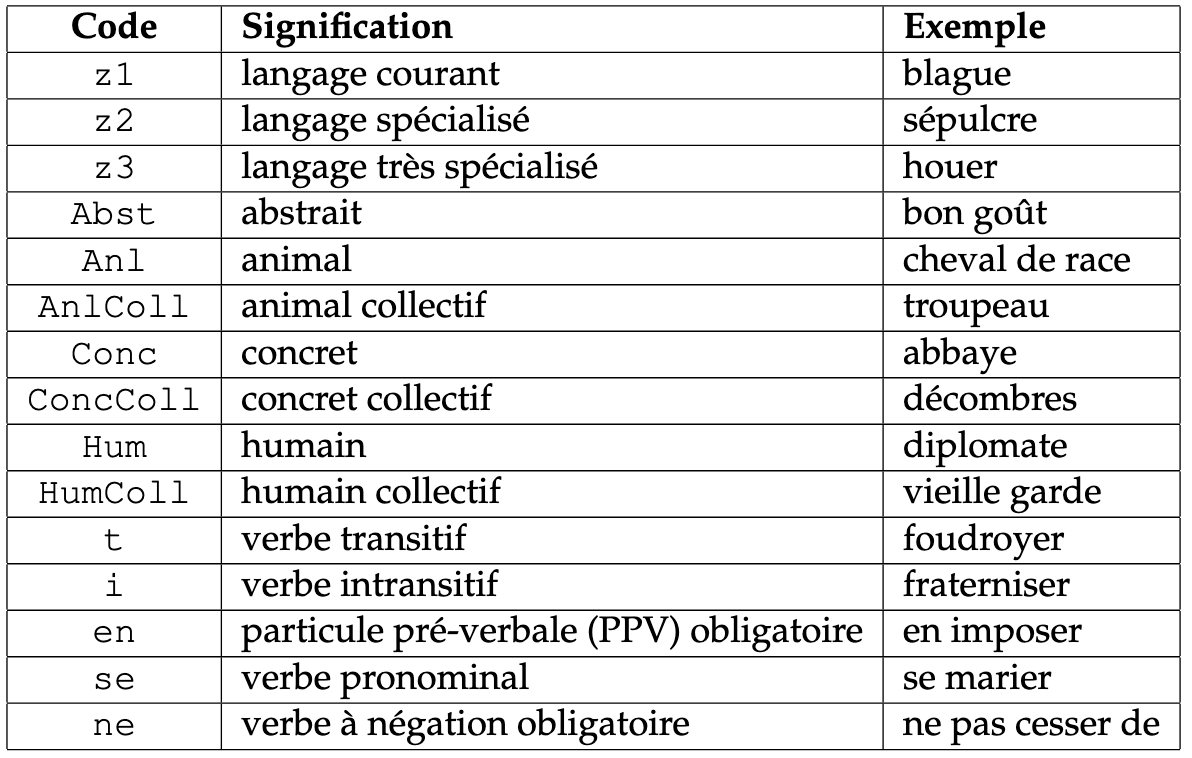 Code Signification Exemple
z1 langage courant blague
z2 langage spécialisé sépulcre
z3 langage très spécialisé houer
Abst abstrait bon goût
Anl animal cheval de race
AnlColl animal collectif troupeau
Conc concret abbaye
ConcColl concret collectif décombres
Hum humain diplomate
HumColl humain collectif vieille garde
t verbe transitif foudroyer
i verbe intransitif fraterniser
en particule pré-verbale (PPV) obligatoire en imposer
se verbe pronominal se marier
ne verbe à négation obligatoire ne pas cesser de